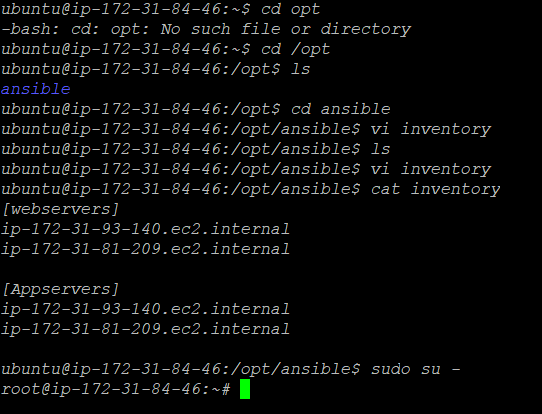 ubuntu@ip-172-31-84-46:~$ cd opt
-bash: cd: opt: No such file or directory
ubuntu@ip-172-31-84-46:~$ cd /opt
ubuntu@ip-172-31-84-46:/opt$ ls
ansible
ubuntu@ip-172-31-84-46:/opt$ cd ansible
ubuntu@ip-172-31-84-46:/opt/ansible$ vi inventory
ubuntu@ip-172-31-84-46:/opt/ansible$ ls
ubuntu@ip-172-31-84-46:/opt/ansible$ vi inventory
ubuntu@ip-172-31-84-46:/opt/ansible$ cat inventory
[webservers]
ip-172-31-93-140.ec2.internal
ip-172-31-81-209.ec2.internal

[Appservers]
ip-172-31-93-140.ec2.internal
ip-172-31-81-209.ec2.internal

ubuntu@ip-172-31-84-46:/opt/ansible$ sudo su -
root@ip-172-31-84-46:~#